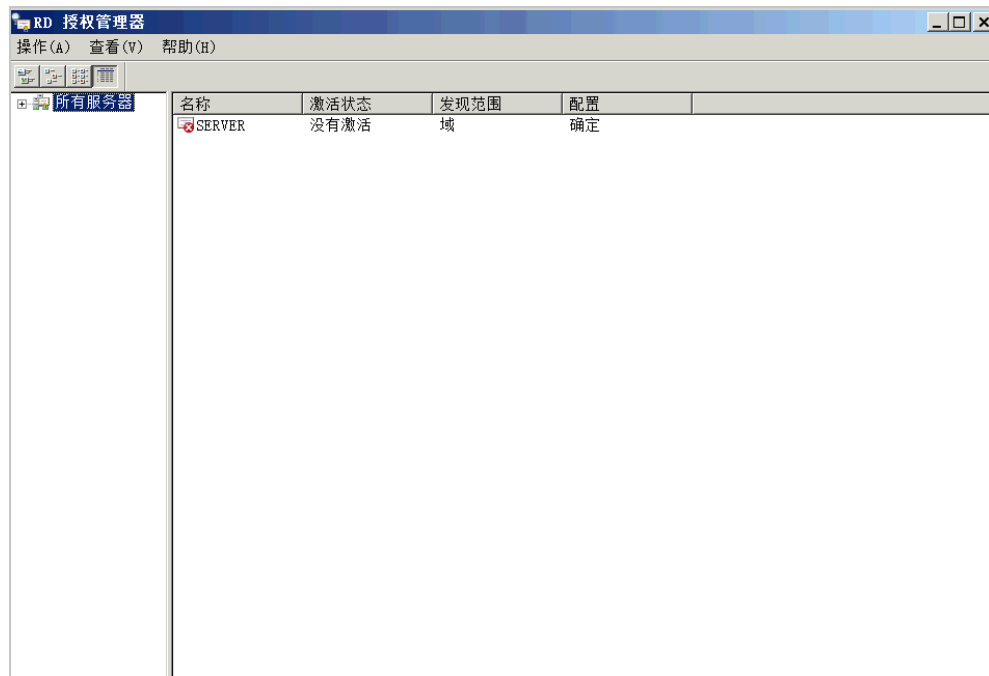 RD 授权管理器
操作(A) 查看(V) 帮助(H)
所有服务器
名称 激活状态 发现范围 配置
SERVER 没有激活 域 确定